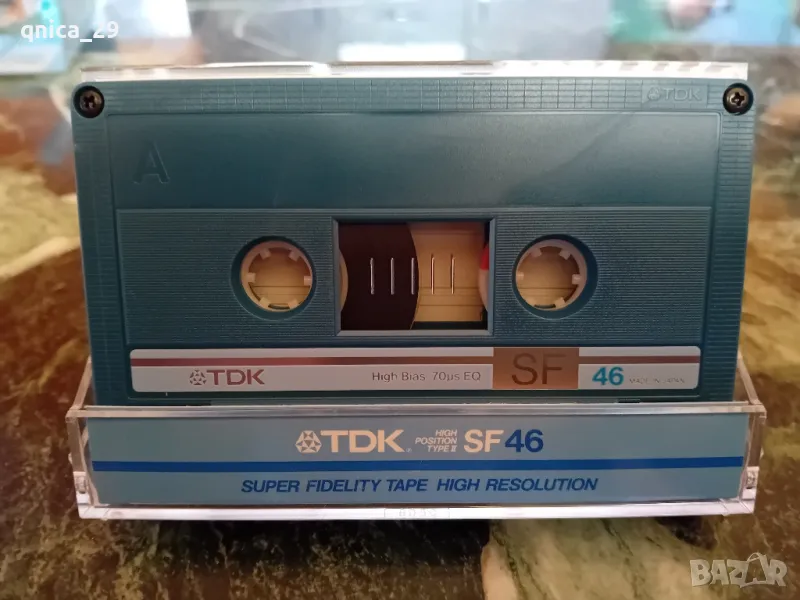 qnica_29
TDK
A
TDK High Bias 70µs EQ SF 46 MADE IN JAPAN
TDK HIGH POSITION TYPE II SF46
SUPER FIDELITY TAPE HIGH RESOLUTION
BAZAR